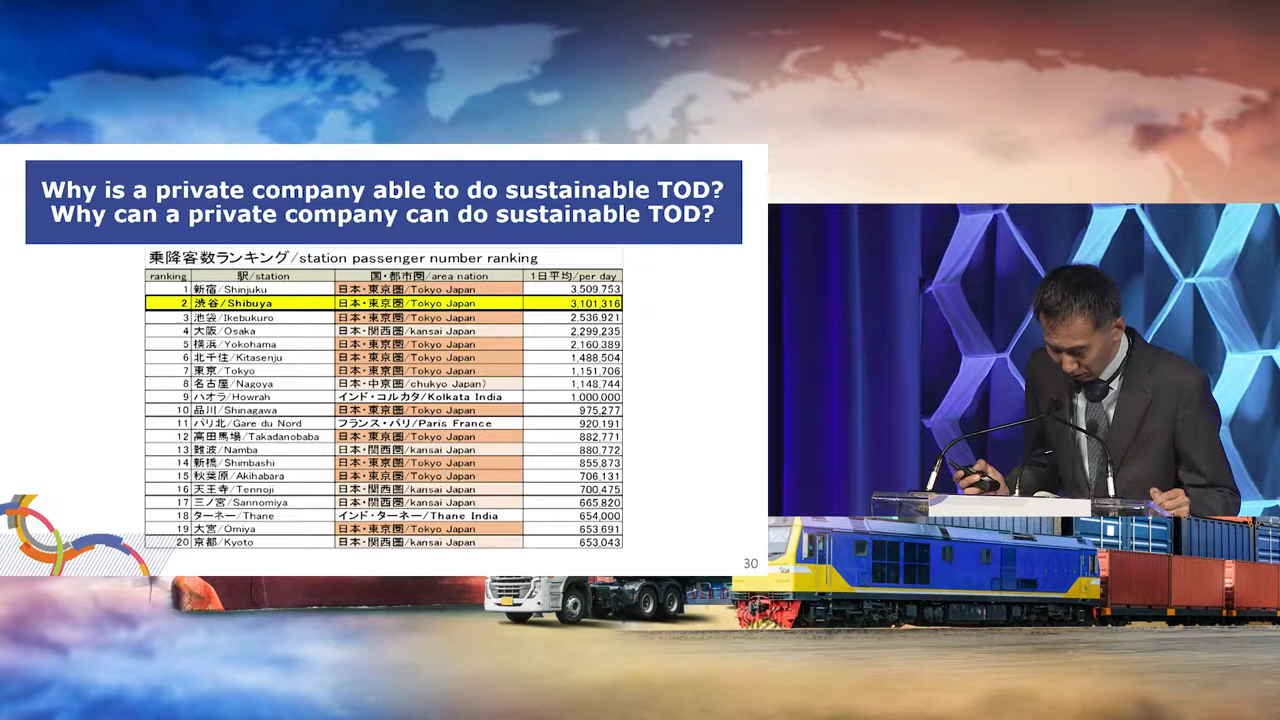 Why is a private company able to do sustainable TOD?
Why can a private company can do sustainable TOD?
乗降客数ランキング/station passenger number ranking
ranking 駅/station 国・都市圏/area nation 1日平均/per day
1 新宿/Shinjuku 日本・東京圏/Tokyo Japan 3,509,753
2 渋谷/Shibuya 日本・東京圏/Tokyo Japan 3,101,316
3 池袋/Ikebukuro 日本・東京圏/Tokyo Japan 2,536,921
4 大阪/Osaka 日本・関西圏/kansai Japan 2,299,235
5 横浜/Yokohama 日本・東京圏/Tokyo Japan 2,160,389
6 北千住/Kitasenju 日本・東京圏/Tokyo Japan 1,488,504
7 東京/Tokyo 日本・東京圏/Tokyo Japan 1,151,706
8 名古屋/Nagoya 日本・中京圏/chukyo Japan) 1,148,744
9 ハオラ/Howrah インド・コルカタ/Kolkata India 1,000,000
10 品川/Shinagawa 日本・東京圏/Tokyo Japan 975,277
11 パリ北/Gare du Nord フランス・パリ/Paris France 920,191
12 高田馬場/Takadanobaba 日本・東京圏/Tokyo Japan 882,771
13 難波/Namba 日本・関西圏/kansai Japan 880,772
14 新橋/Shimbashi 日本・東京圏/Tokyo Japan 855,873
15 秋葉原/Akihabara 日本・東京圏/Tokyo Japan 706,131
16 天王寺/Tennoji 日本・関西圏/kansai Japan 700,475
17 三ノ宮/Sannomiya 日本・関西圏/kansai Japan 665,820
18 ターネー/Thane インド・ターネー/Thane India 654,000
19 大宮/Omiya 日本・東京圏/Tokyo Japan 653,691
20 京都/Kyoto 日本・関西圏/kansai Japan 653,043
30